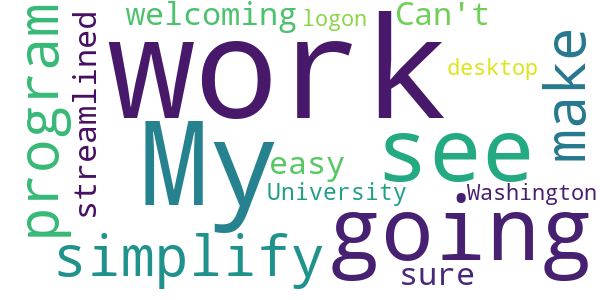 welcoming
logon
Can't
work
program
streamlined
desktop
make
My
see
easy
University
Washington
going
simplify
sure